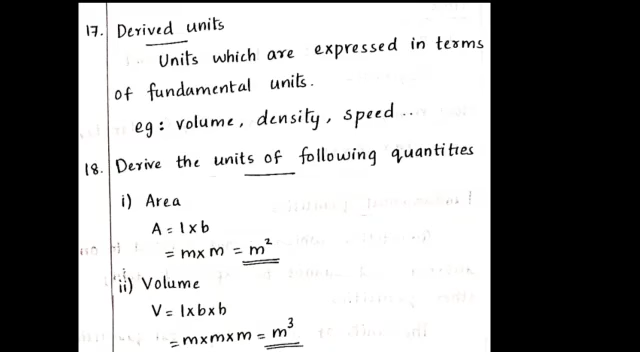 17. Derived units
Units which are expressed in terms
of fundamental units.
eg: volume, density, speed ..
18. Derive the units of following quantities
i) Area
A = l x b
= m x m = m²
ii) Volume
V = l x b x b
= m x m x m = m³